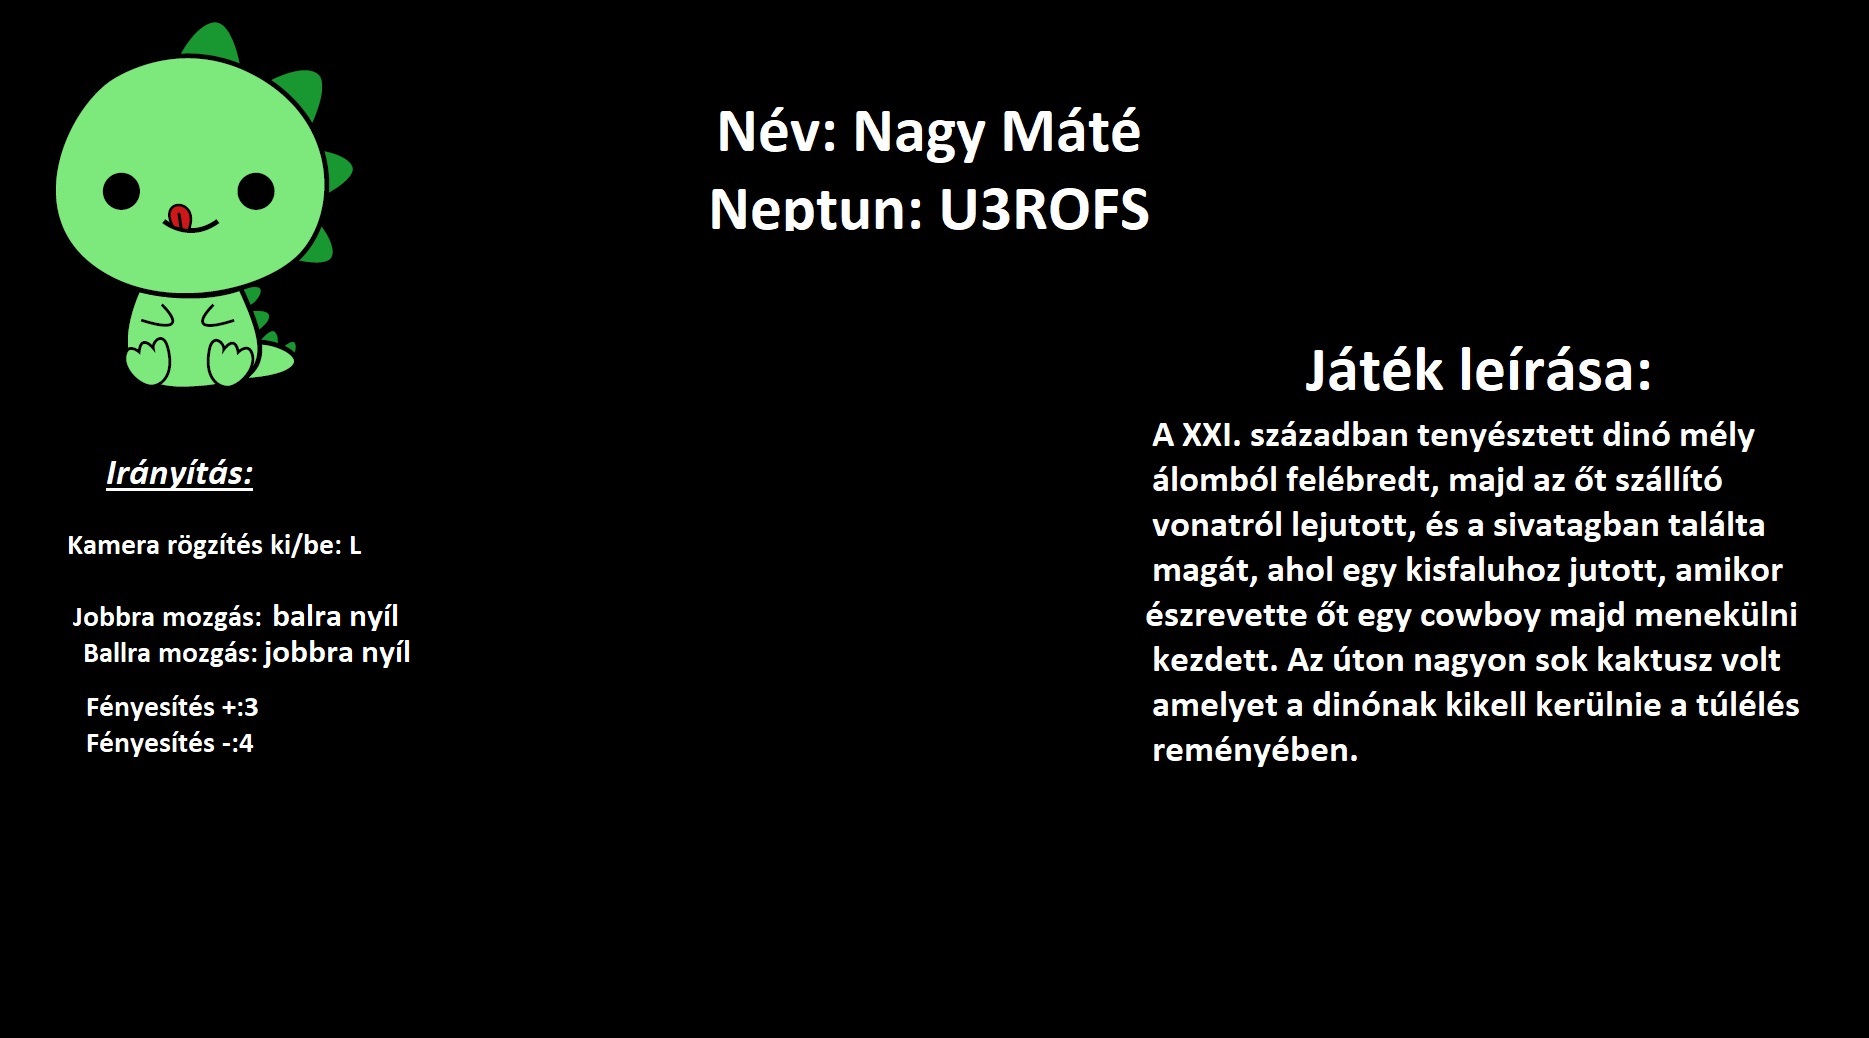 Név: Nagy Máté
Neptun: U3ROFS
Irányítás:
Kamera rögzítés ki/be: L
Jobbra mozgás: balra nyíl
Ballra mozgás: jobbra nyíl
Fényesítés +:3
Fényesítés -:4
Játék leírása:
A XXI. században tenyésztett dinó mély
álomból felébredt, majd az őt szállító
vonatról lejutott, és a sivatagban találta
magát, ahol egy kisfaluhoz jutott, amikor
észrevette őt egy cowboy majd menekülni
kezdett. Az úton nagyon sok kaktusz volt
amelyet a dinónak kikell kerülnie a túlélés
reményében.